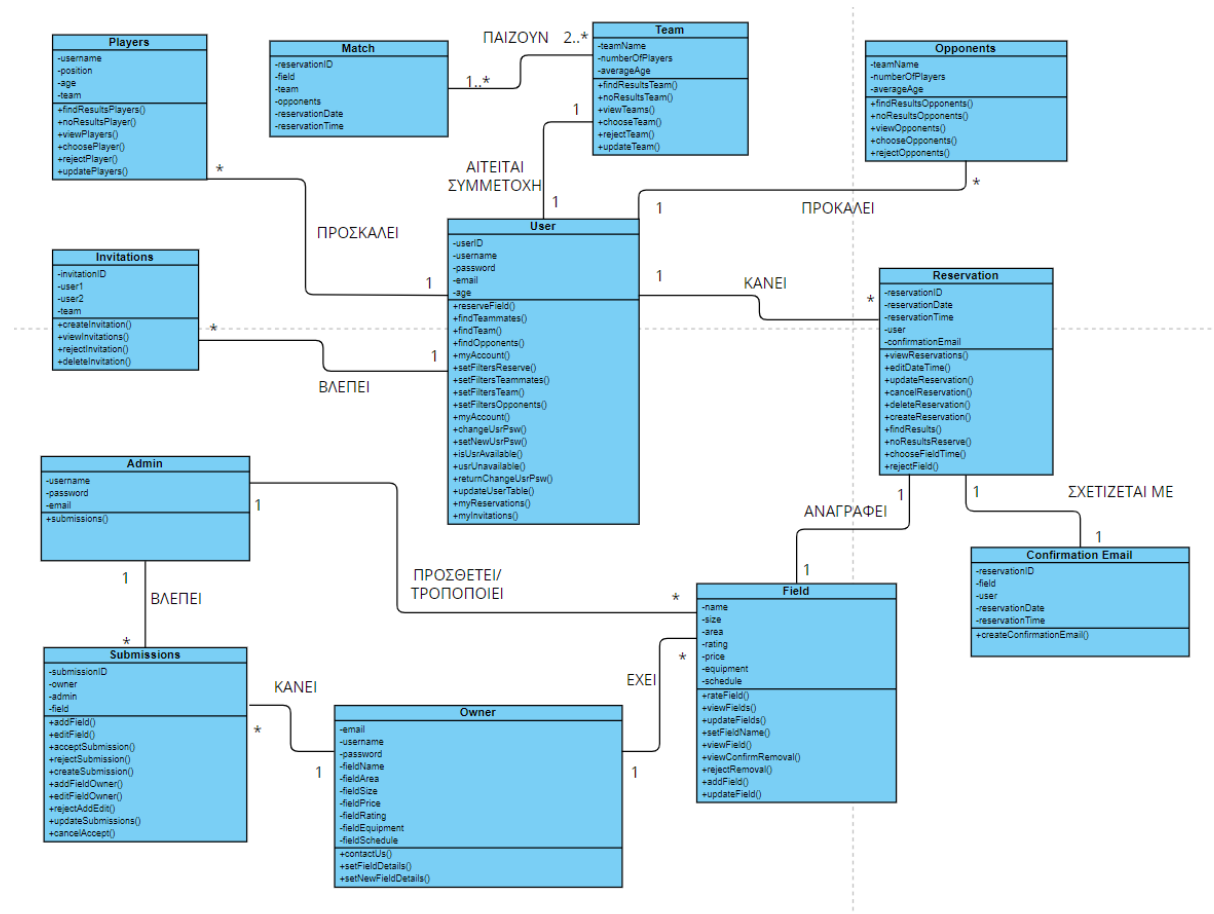 Players
-username
-position
-age
-team
+findResultsPlayers()
+noResultsPlayer()
+viewPlayers()
+choosePlayer()
+rejectPlayer()
+updatePlayers()
Match
-reservationID
-field
-team
-opponents
-reservationDate
-reservationTime
ΠΑΙΖΟΥΝ
2..*
1..*
Team
-teamName
-numberOfPlayers
-averageAge
+findResultsTeam()
+noResultsTeam()
+viewTeams()
+chooseTeam()
+rejectTeam()
+updateTeam()
Opponents
-teamName
-numberOfPlayers
-averageAge
+findResultsOpponents()
+noResultsOpponents()
+viewOpponents()
+chooseOpponents()
+rejectOpponents()
1
ΑΙΤΕΙΤΑΙ
ΣΥΜΜΕΤΟΧΗ
1
*
ΠΡΟΣΚΑΛΕΙ
1
*
1
ΠΡΟΚΑΛΕΙ
User
-userID
-username
-password
-email
-age
+reserveField()
+findTeammates()
+findTeam()
+findOpponents()
+myAccount()
+setFiltersReserve()
+setFiltersTeammates()
+setFiltersTeam()
+setFiltersOpponents()
+myAccount()
+changeUsrPsw()
+setNewUsrPsw()
+isUsrAvailable()
+usrUnavailable()
+returnChangeUsrPsw()
+updateUserTable()
+myReservations()
+myInvitations()
Invitations
-invitationID
-user1
-user2
-team
+createInvitation()
+viewInvitations()
+rejectInvitation()
+deleteInvitation()
*
ΒΛΕΠΕΙ
1
1
ΚΑΝΕΙ
*
Reservation
-reservationID
-reservationDate
-reservationTime
-user
-confirmationEmail
+viewReservations()
+editDateTime()
+updateReservation()
+cancelReservation()
+deleteReservation()
+createReservation()
+findResults()
+noResultsReserve()
+chooseFieldTime()
+rejectField()
Admin
-username
-password
-email
+submissions()
1
ΠΡΟΣΘΕΤΕΙ/
ΤΡΟΠΟΠΟΙΕΙ
*
1
ΑΝΑΓΡΑΦΕΙ
1
1
ΣΧΕΤΙΖΕΤΑΙ ΜΕ
1
Confirmation Email
-reservationID
-field
-user
-reservationDate
-reservationTime
+createConfirmationEmail()
1
ΒΛΕΠΕΙ
*
Submissions
-submissionID
-owner
-admin
-field
+addField()
+editField()
+acceptSubmission()
+rejectSubmission()
+createSubmission()
+addFieldOwner()
+editFieldOwner()
+rejectAddEdit()
+updateSubmissions()
+cancelAccept()
ΚΑΝΕΙ
*
1
Owner
-email
-username
-password
-fieldName
-fieldArea
-fieldSize
-fieldPrice
-fieldRating
-fieldEquipment
-fieldSchedule
+contactUs()
+setFieldDetails()
+setNewFieldDetails()
ΕΧΕΙ
*
1
Field
-name
-size
-area
-rating
-price
-equipment
-schedule
+rateField()
+viewFields()
+updateFields()
+setFieldName()
+viewField()
+viewConfirmRemoval()
+rejectRemoval()
+addField()
+updateField()